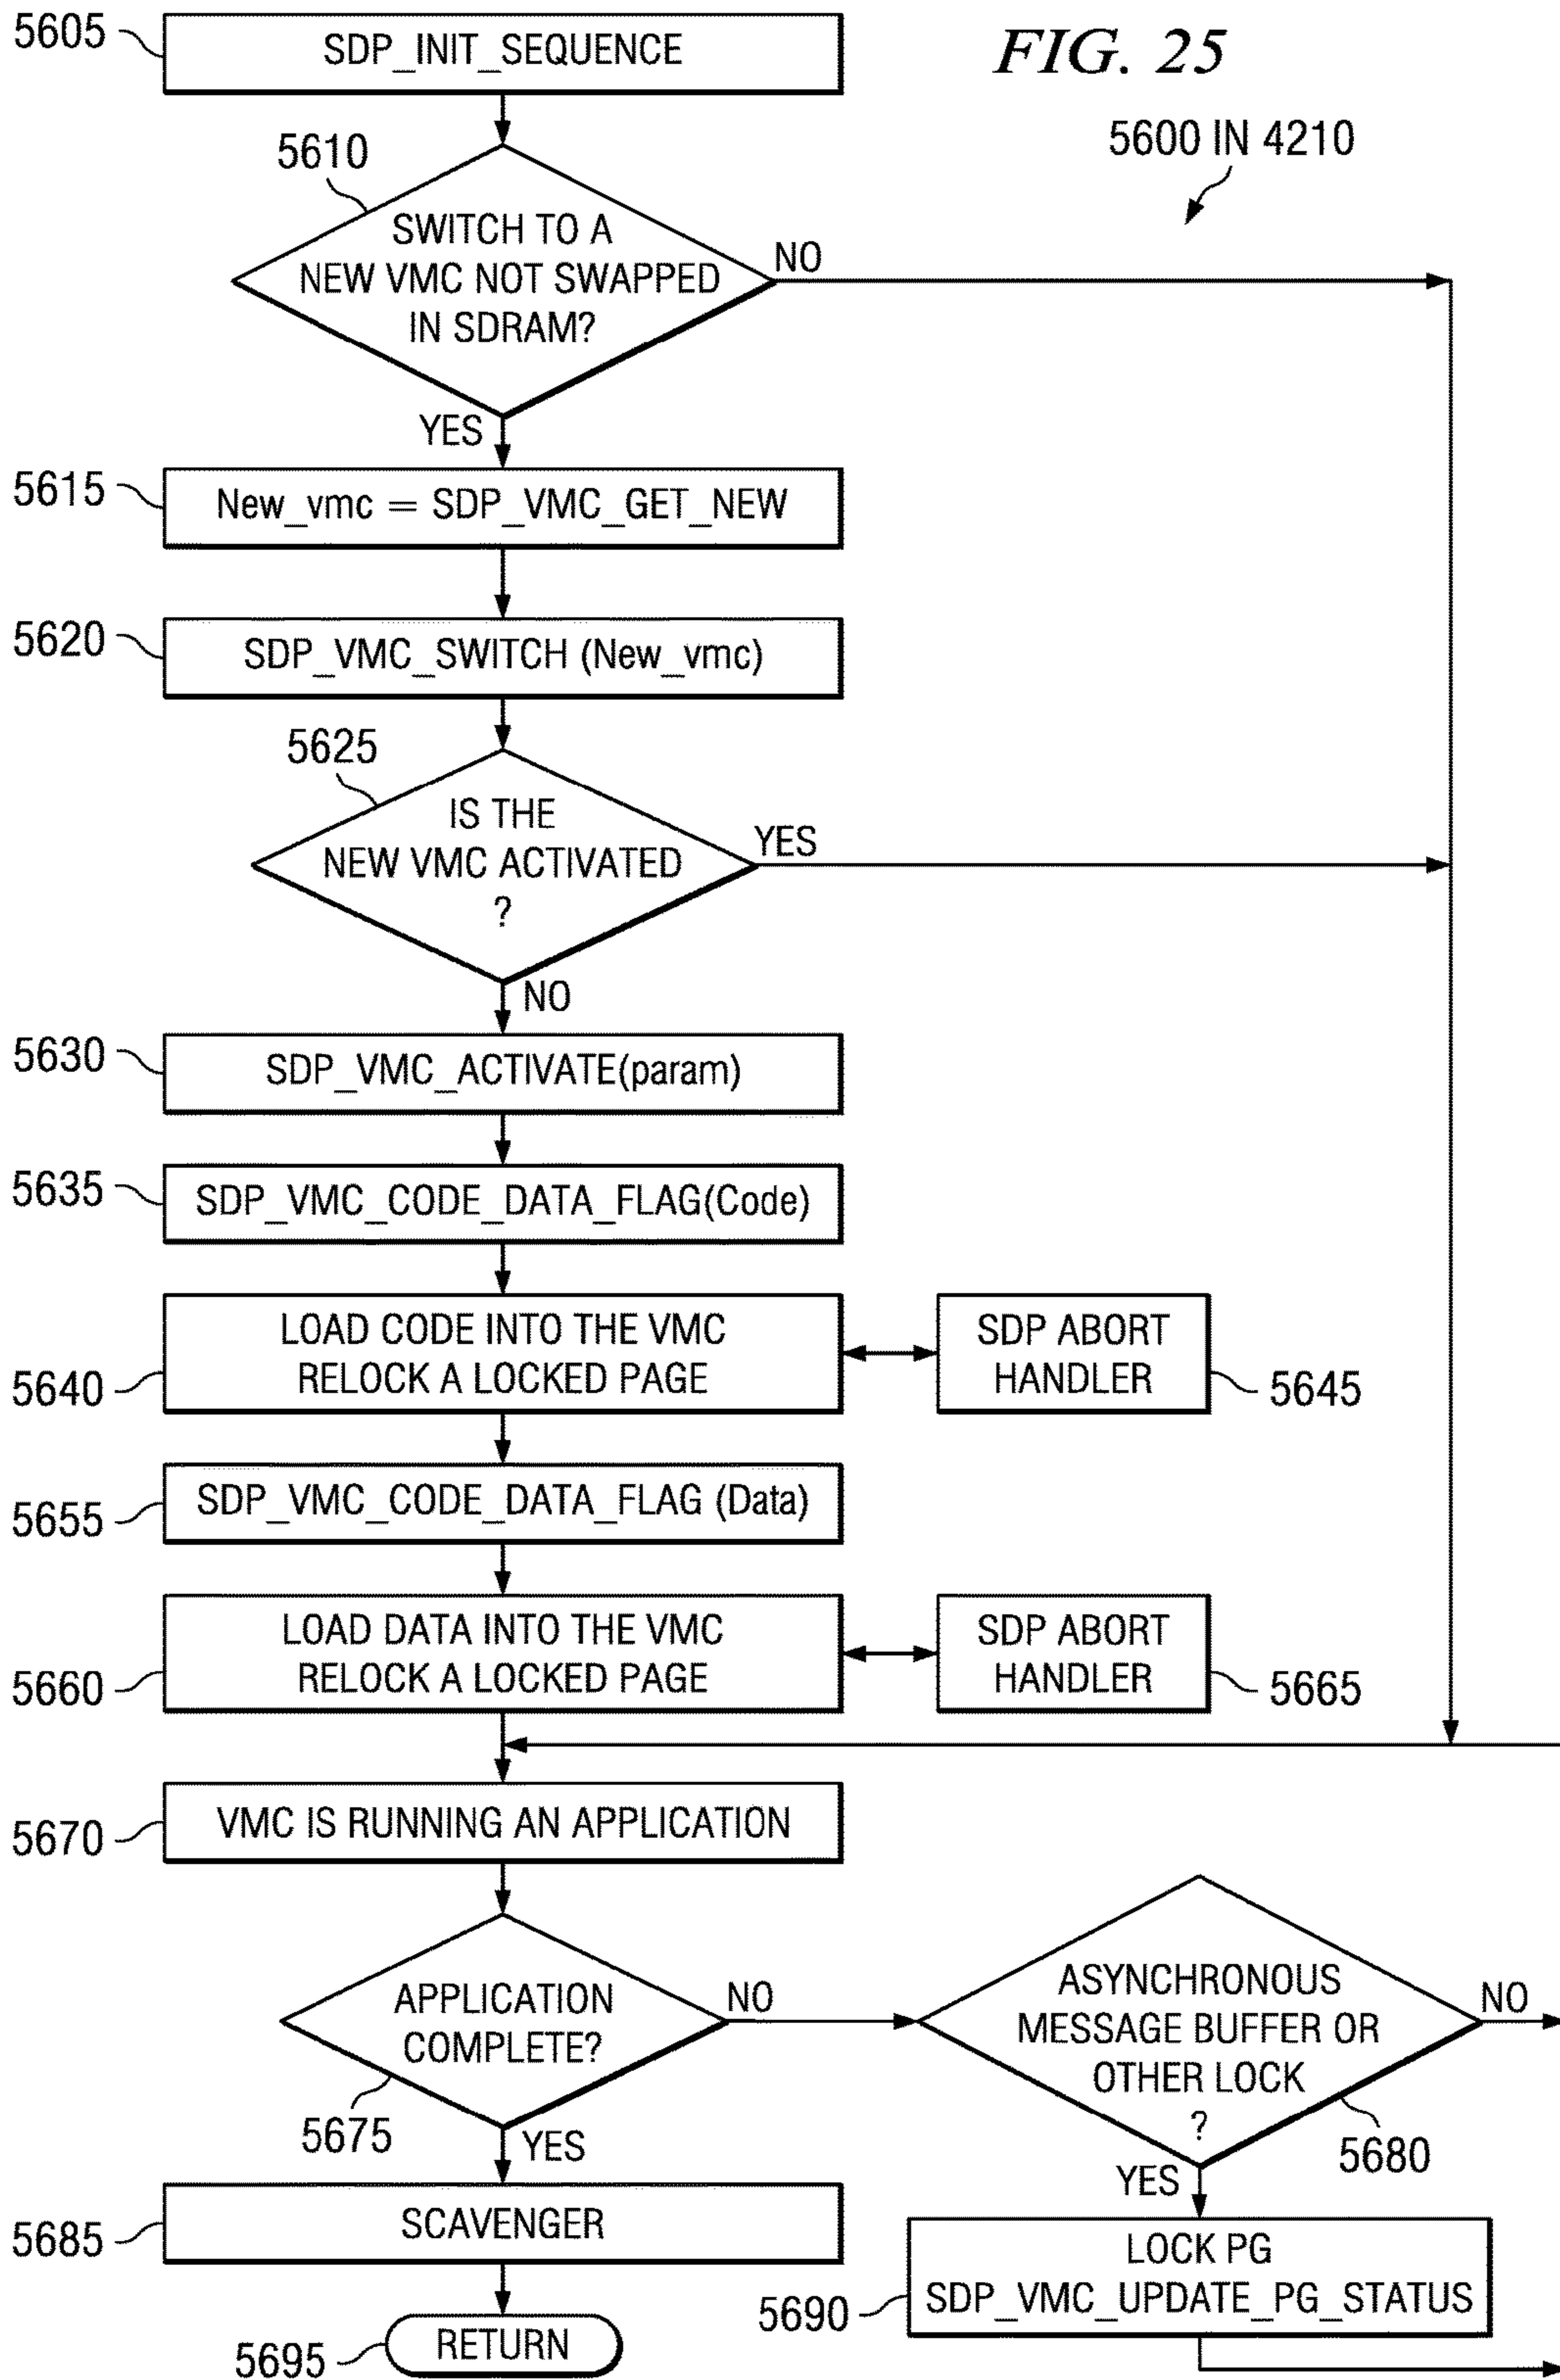 5605
SDP_INIT_SEQUENCE
FIG. 25
5600 IN 4210
5610
SWITCH TO A
NEW VMC NOT SWAPPED
IN SDRAM?
NO
YES
5615
New_vmc = SDP_VMC_GET_NEW
5620
SDP_VMC_SWITCH (New_vmc)
5625
IS THE
NEW VMC ACTIVATED
?
YES
NO
5630
SDP_VMC_ACTIVATE(param)
5635
SDP_VMC_CODE_DATA_FLAG(Code)
5640
LOAD CODE INTO THE VMC
RELOCK A LOCKED PAGE
SDP ABORT
HANDLER
5645
5655
SDP_VMC_CODE_DATA_FLAG (Data)
5660
LOAD DATA INTO THE VMC
RELOCK A LOCKED PAGE
SDP ABORT
HANDLER
5665
5670
VMC IS RUNNING AN APPLICATION
APPLICATION
COMPLETE?
5675
NO
YES
ASYNCHRONOUS
MESSAGE BUFFER OR
OTHER LOCK
?
NO
5680
YES
5685
SCAVENGER
5690
LOCK PG
SDP_VMC_UPDATE_PG_STATUS
5695
RETURN